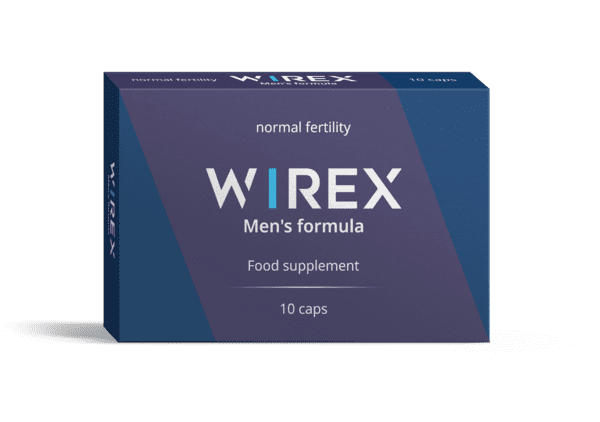 normal fertility
WIREX
Men's formula
10 caps
WIREX
normal fertility
WIREX
Men's formula
Food supplement
10 caps